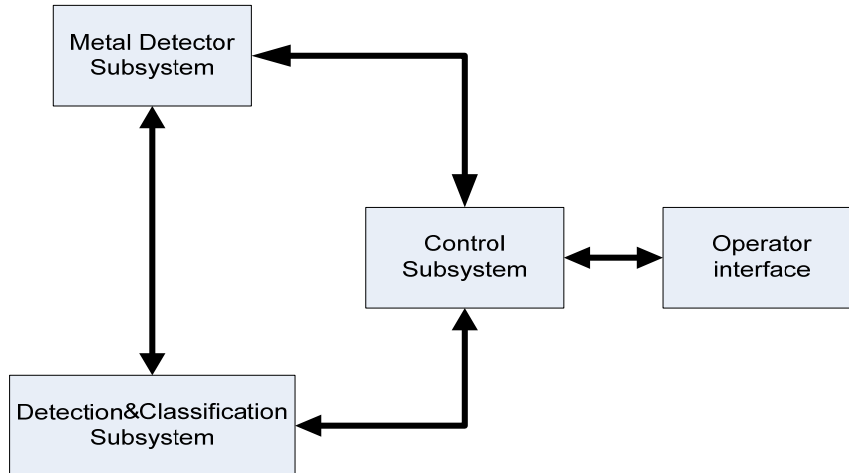 Metal Detector
Subsystem
Control
Subsystem
Operator
interface
Detection&Classification
Subsystem